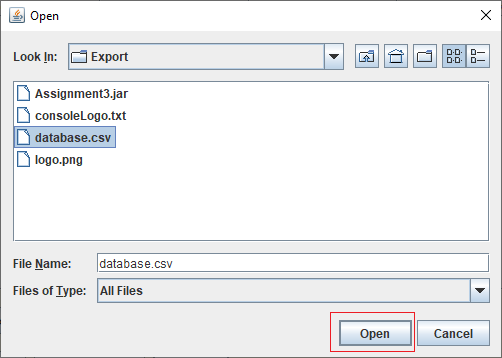 Open
Look In: Export
Assignment3.jar
consoleLogo.txt
database.csv
logo.png
File Name: database.csv
Files of Type: All Files
Open Cancel